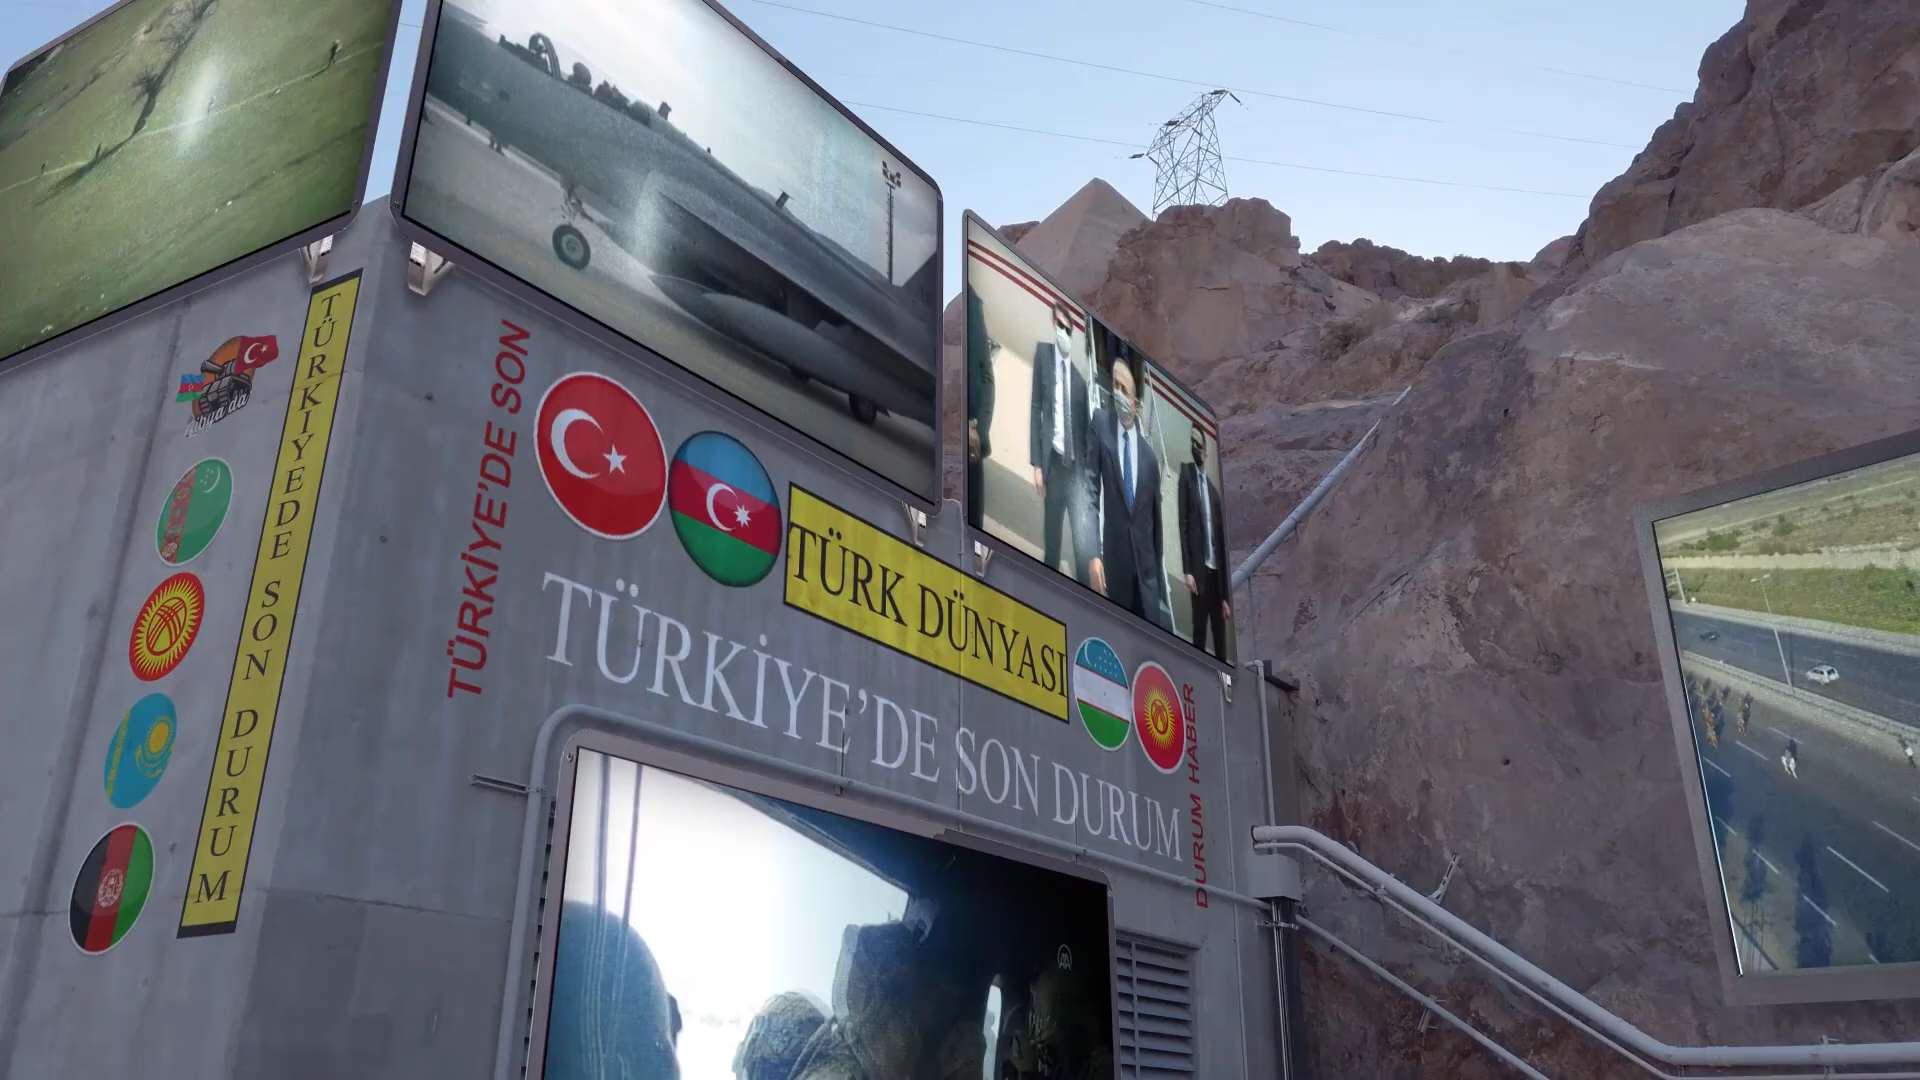 TÜRKİYEDE SON DURUM
TÜRKİYE'DE SON
TÜRK DÜNYASI
TÜRKİYE'DE SON DURUM
DURUM HABER